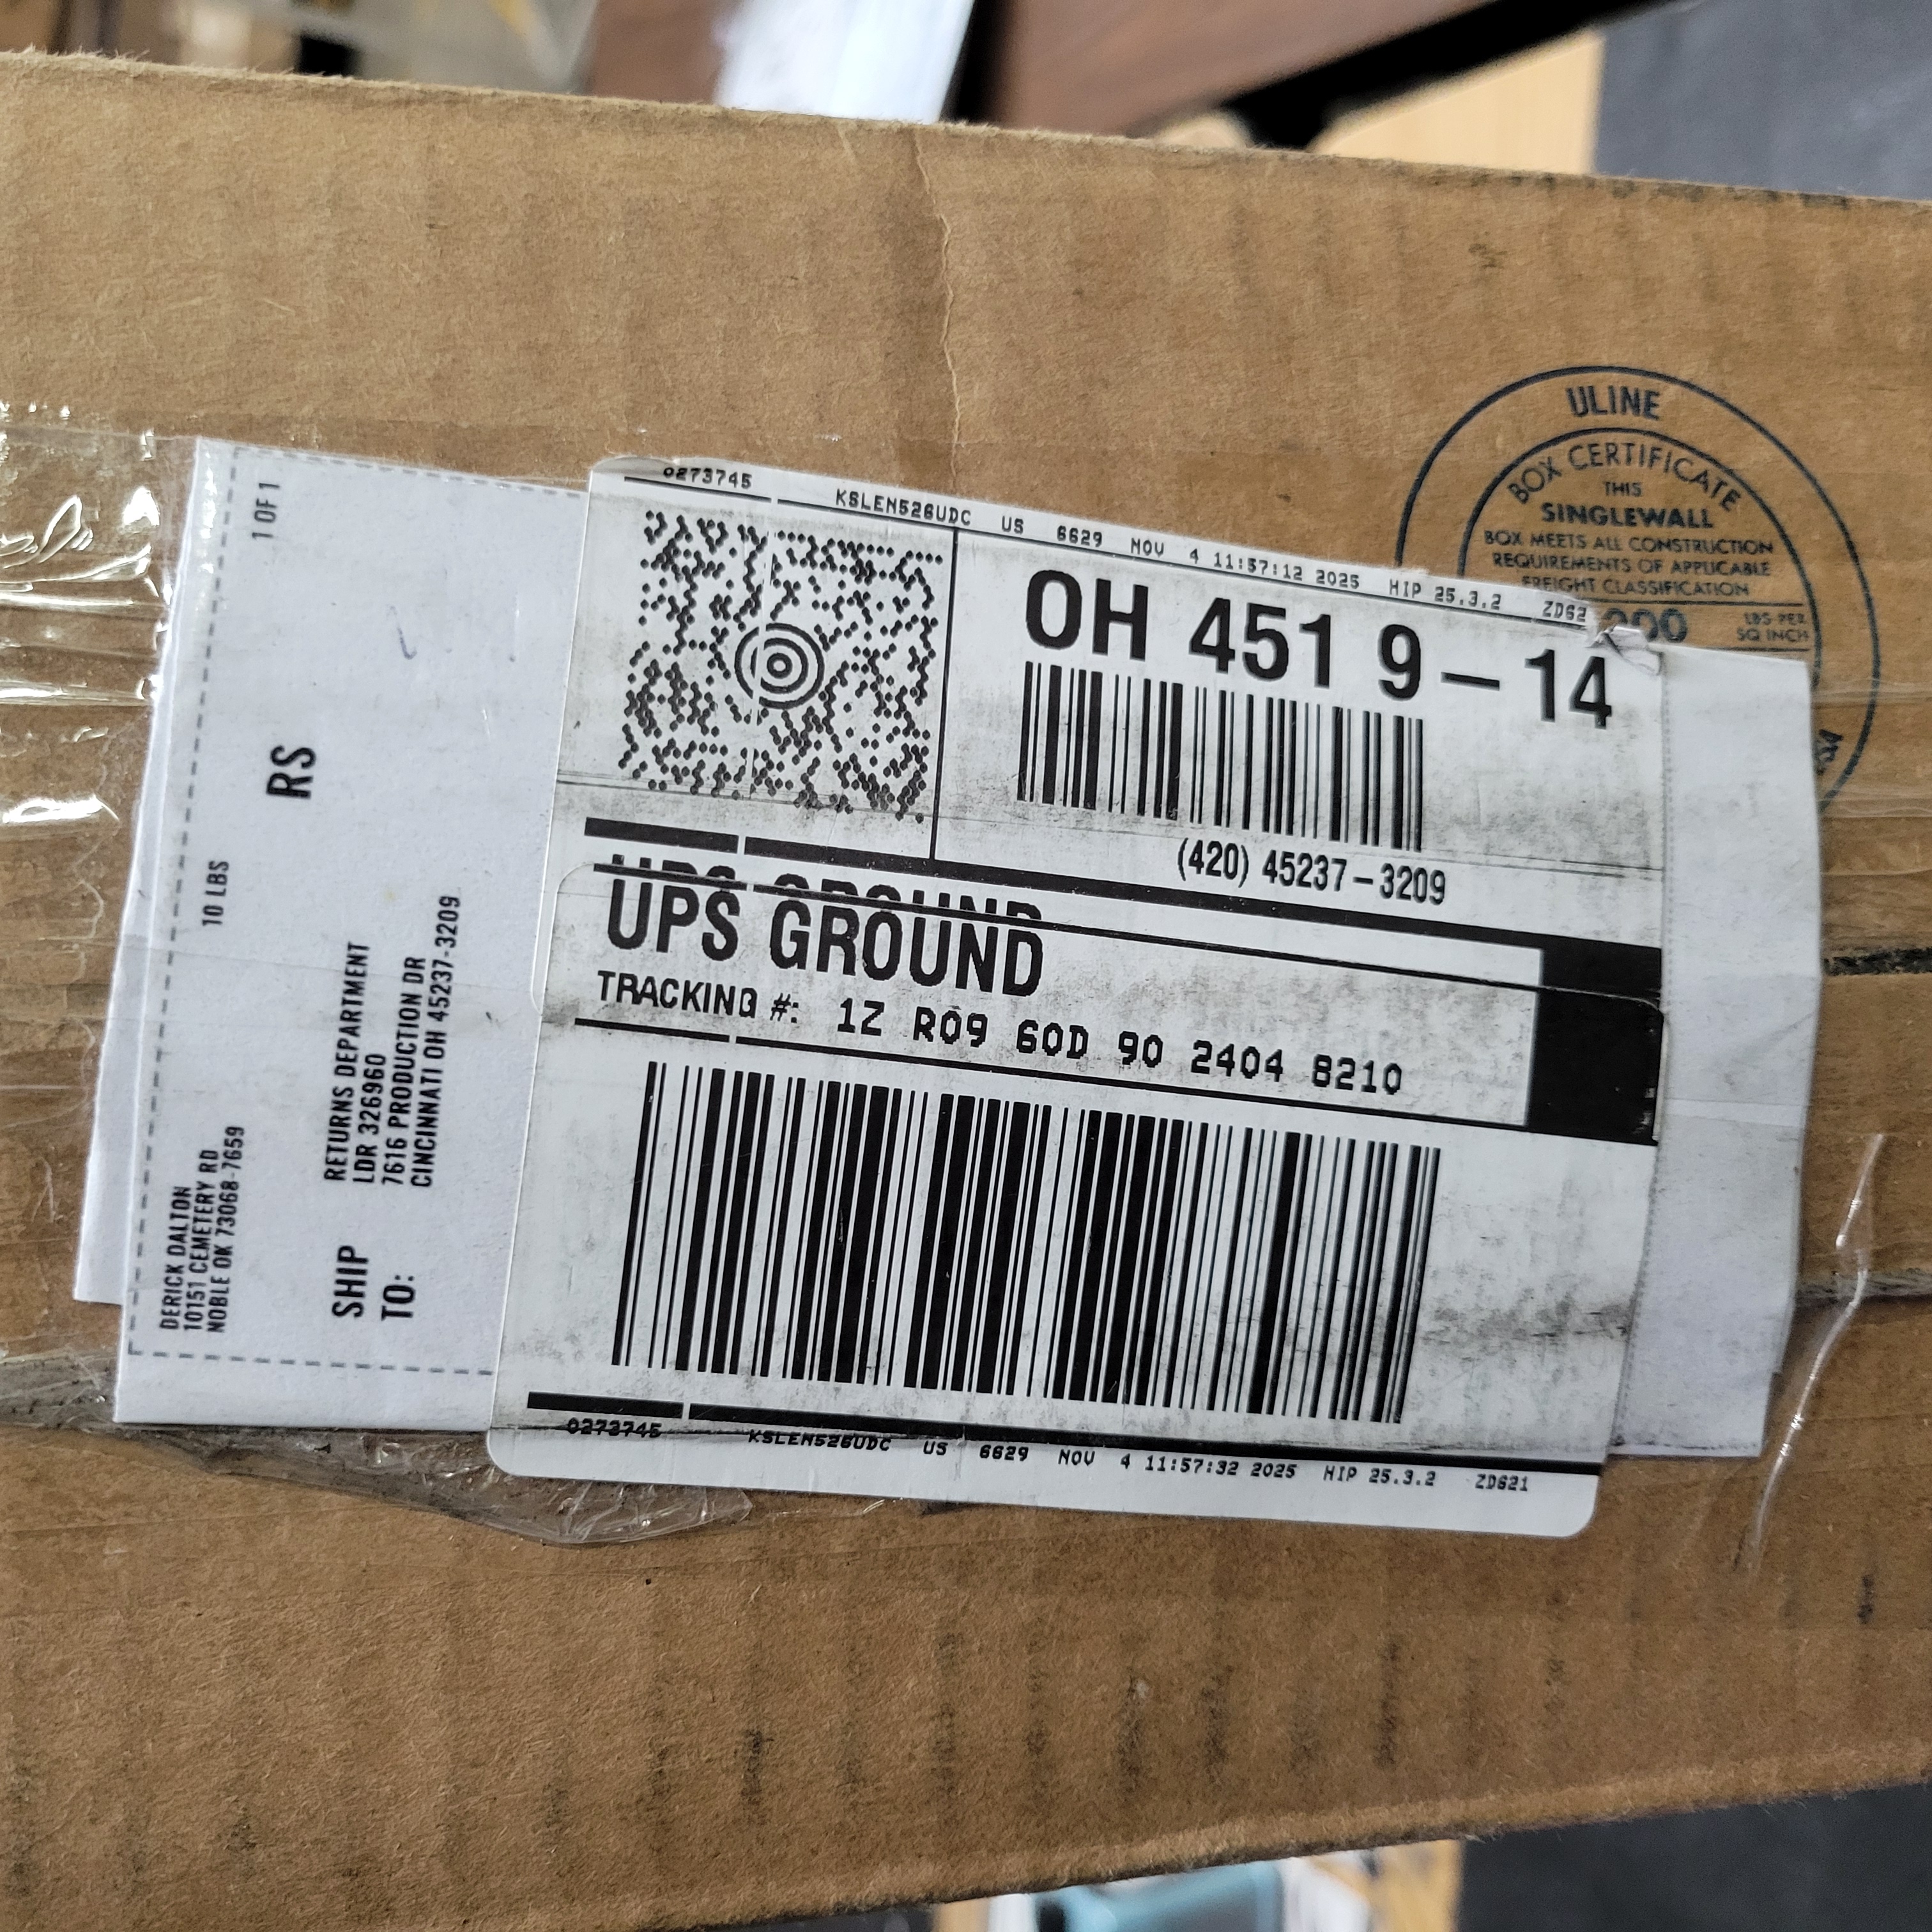 DERICK DALTON
10151 CEMETERY RD
NOBLE OK 73068-7659
10 LBS
1 OF 1
RS
SHIP
TO:
RETURNS DEPARTMENT
LDR 326960
7616 PRODUCTION DR
CINCINNATI OH 45237-3209
0273745 KSLEN526UDC US 6629 NOV 4 11:57:12 2025 HIP 25.3.2
OH 451 9-14
(420) 45237-3209
UPS GROUND
UPS GROUND
TRACKING #: 1Z R09 60D 90 2404 8210
0273745 KSLEN526UDC US 6629 NOV 4 11:57:32 2025 HIP 25.3.2 ZD621
ULINE
BOX CERTIFICATE
THIS
SINGLEWALL
BOX MEETS ALL CONSTRUCTION
REQUIREMENTS OF APPLICABLE
FREIGHT CLASSIFICATION
LBS PER
SQ INCH